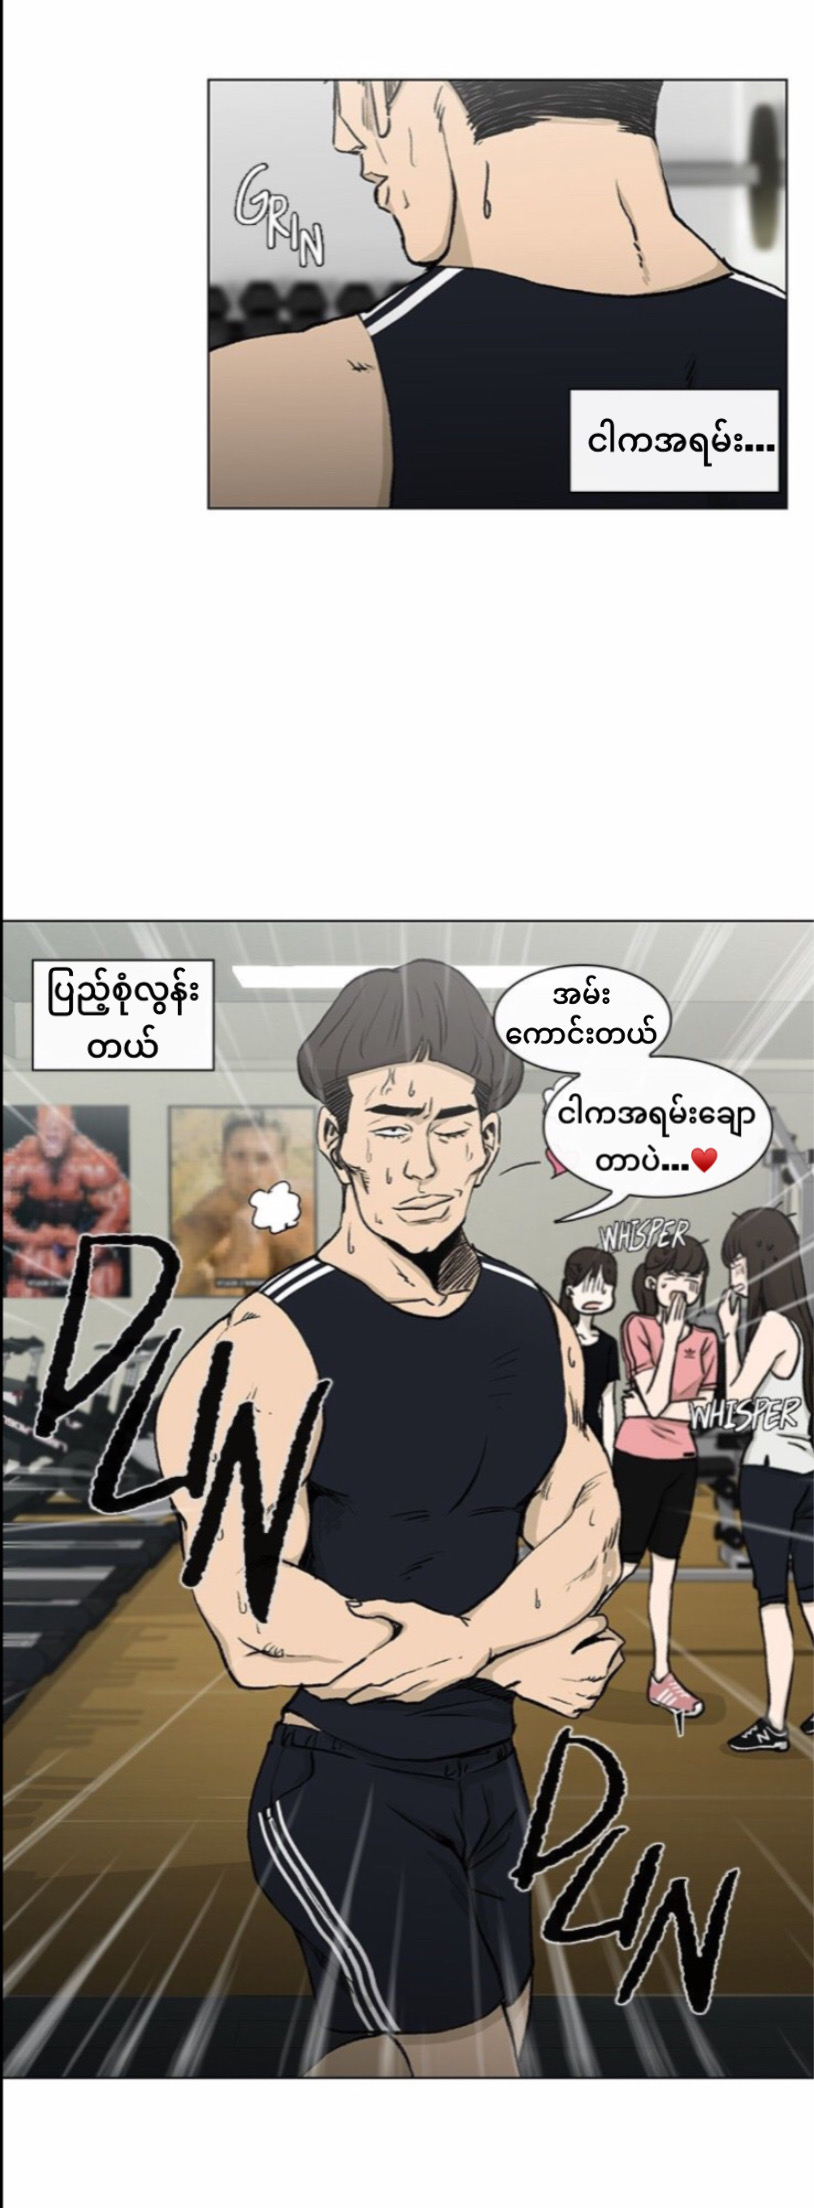 GRIN
ငါကအရမ်း...
ပြည့်စုံလွန်း
တယ်
အမ်း
ကောင်းတယ်
ငါကအရမ်းချော
တာပဲ...♥
WHISPER
WHISPER
DUN
DUN